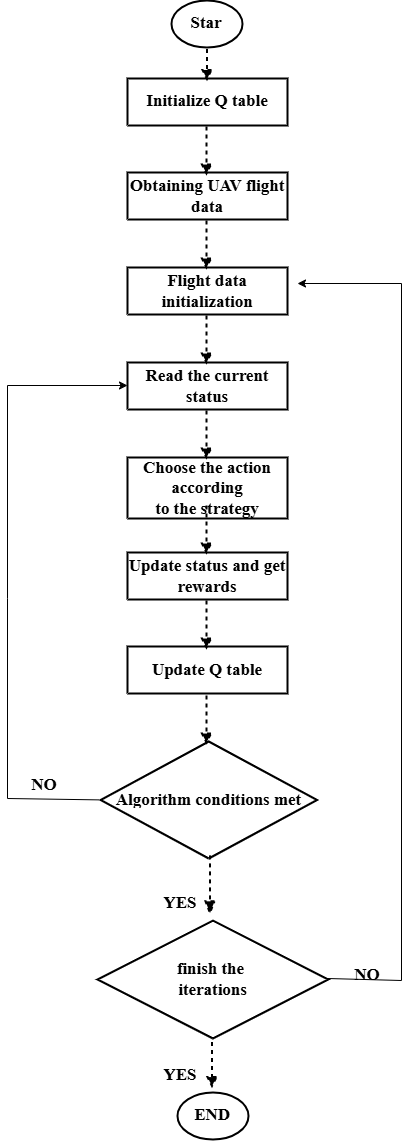 Star
Initialize Q table
Obtaining UAV flight
data
Flight data
initialization
Read the current
status
Choose the action
according
to the strategy
Update status and get
rewards
Update Q table
Algorithm conditions met
NO
YES
finish the
iterations
NO
YES
END